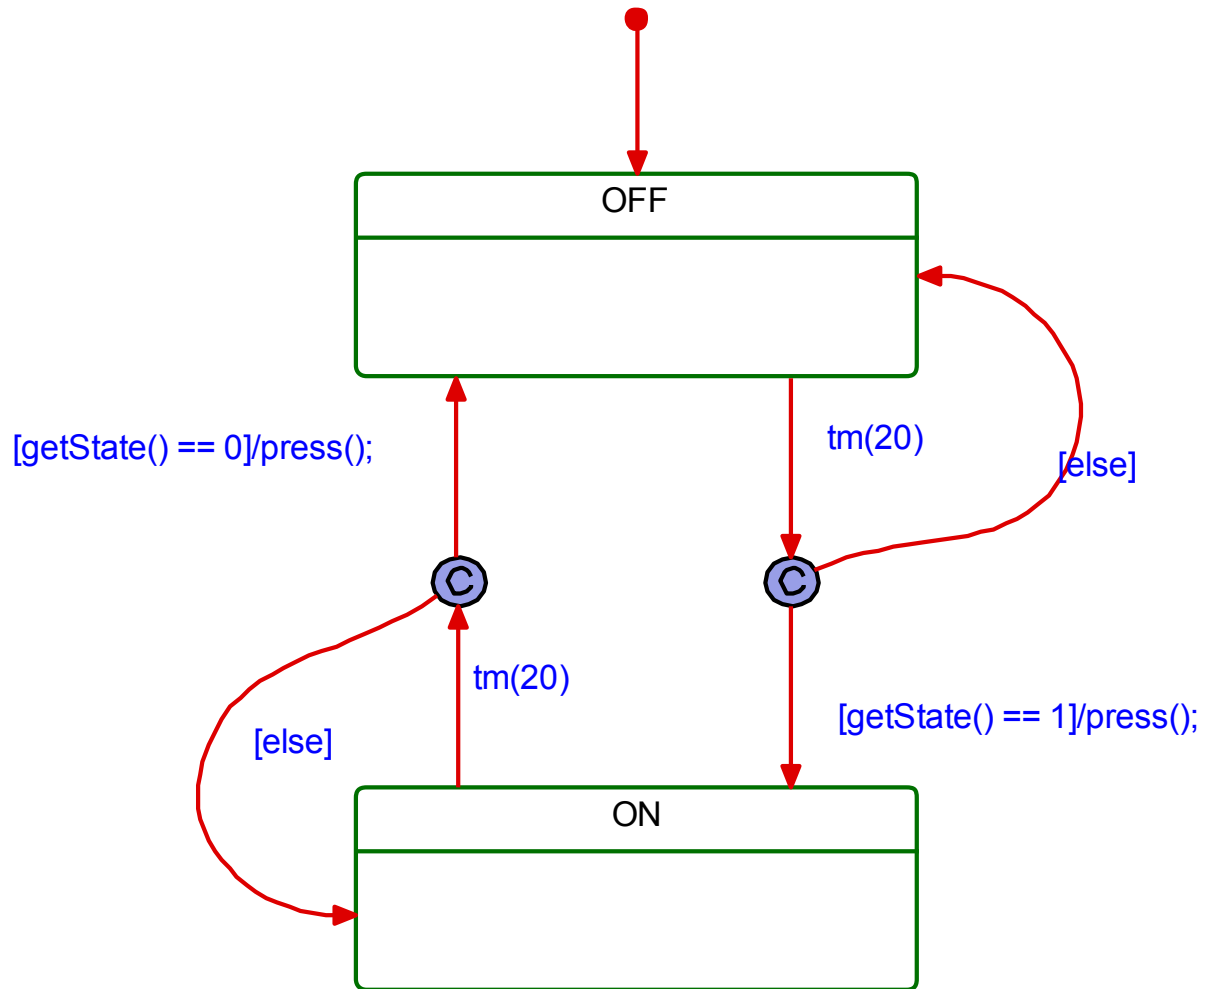 OFF
[getState() == 0]/press();
tm(20)
[else]
C
C
tm(20)
[else]
[getState() == 1]/press();
ON